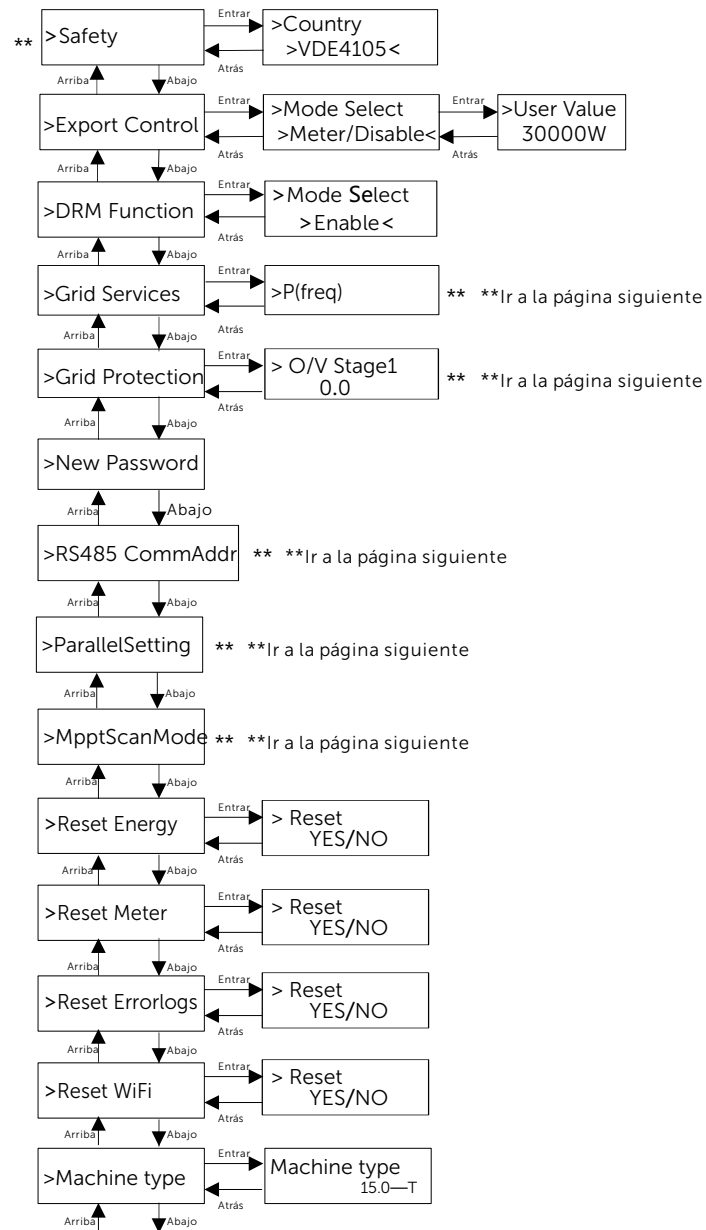 ** >Safety
Entrar
Atrás
>Country
>VDE4105<
Arriba
Abajo
>Export Control
Entrar
Atrás
>Mode Select
>Meter/Disable<
Entrar
Atrás
>User Value
30000W
Arriba
Abajo
>DRM Function
Entrar
Atrás
>Mode Select
>Enable<
Arriba
Abajo
>Grid Services
Entrar
Atrás
>P(freq)
** **Ir a la página siguiente
Arriba
Abajo
>Grid Protection
Entrar
Atrás
> O/V Stage1
0.0
** **Ir a la página siguiente
Arriba
Abajo
>New Password
Arriba
Abajo
>RS485 CommAddr ** **Ir a la página siguiente
Arriba
Abajo
>ParallelSetting ** **Ir a la página siguiente
Arriba
Abajo
>MpptScanMode ** **Ir a la página siguiente
Arriba
Abajo
>Reset Energy
Entrar
Atrás
> Reset
YES/NO
Arriba
Abajo
>Reset Meter
Entrar
Atrás
> Reset
YES/NO
Arriba
Abajo
>Reset Errorlogs
Entrar
Atrás
> Reset
YES/NO
Arriba
Abajo
>Reset WiFi
Entrar
Atrás
> Reset
YES/NO
Arriba
Abajo
>Machine type
Entrar
Atrás
Machine type
15.0—T
Arriba
Abajo